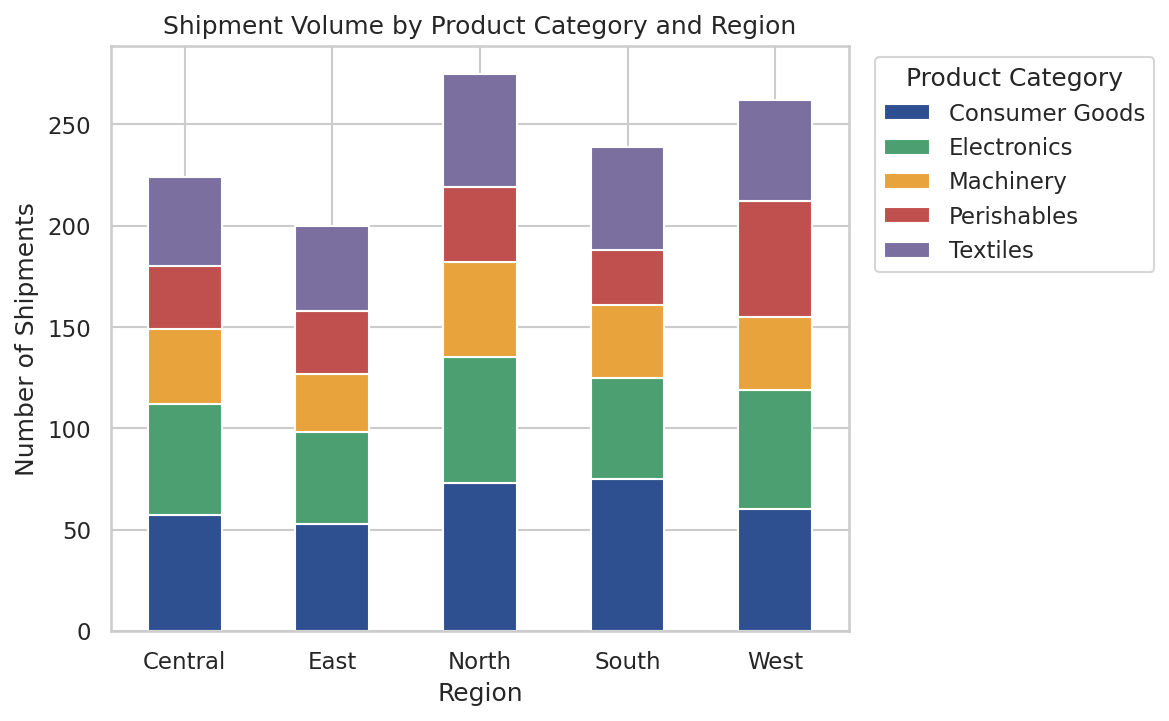 Shipment Volume by Product Category and Region
Number of Shipments
250
200
150
100
50
0
Central East North South West
Region
Product Category
Consumer Goods
Electronics
Machinery
Perishables
Textiles